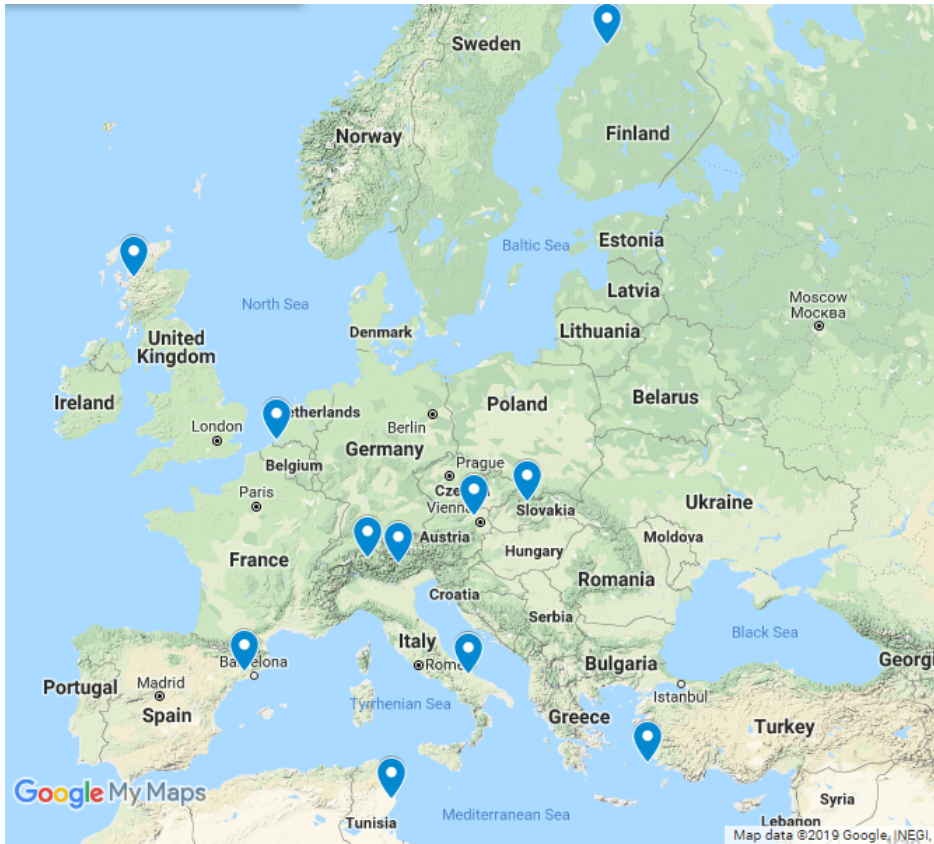 Sweden
Norway
Finland
Baltic Sea
Estonia
North Sea
Latvia
Moscow
Москва
Denmark
Lithuania
United
Kingdom
Ireland
etherlands
Poland
Belarus
London
Berlin
Germany
Belgium
Prague
Paris
Cze
Slovakia
Ukraine
Vienn
Austria
Moldova
France
Hungary
Romania
Croatia
Serbia
Black Sea
Italy
Ba
elona
Rome
Bulgaria
Georgi
Portugal
Madrid
Spain
Tyrrhenian Sea
Istanbul
Greece
Turkey
Google My Maps
Syria
Tunisia
Mediterranean Sea
Lebanon
Map data ©2019 Google, INEGI,